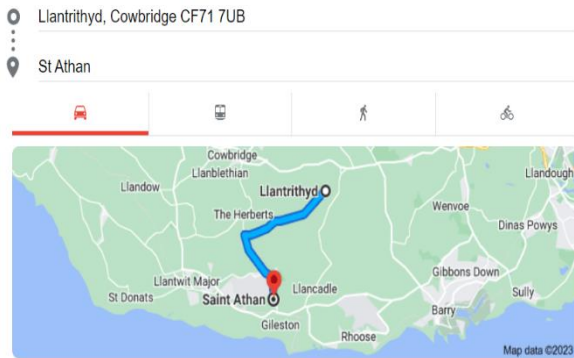 Llantrithyd, Cowbridge CF71 7UB
St Athan
Cowbridge
Llanblethian
Llandough
Llandow
Llantrithyd
The Herberts
Wenvoe
Dinas Powys
Llantwit Major
Gibbons Down
St Donats
Saint Athan
Llancadle
Sully
Barry
Gileston
Rhoose
Map data ©2023